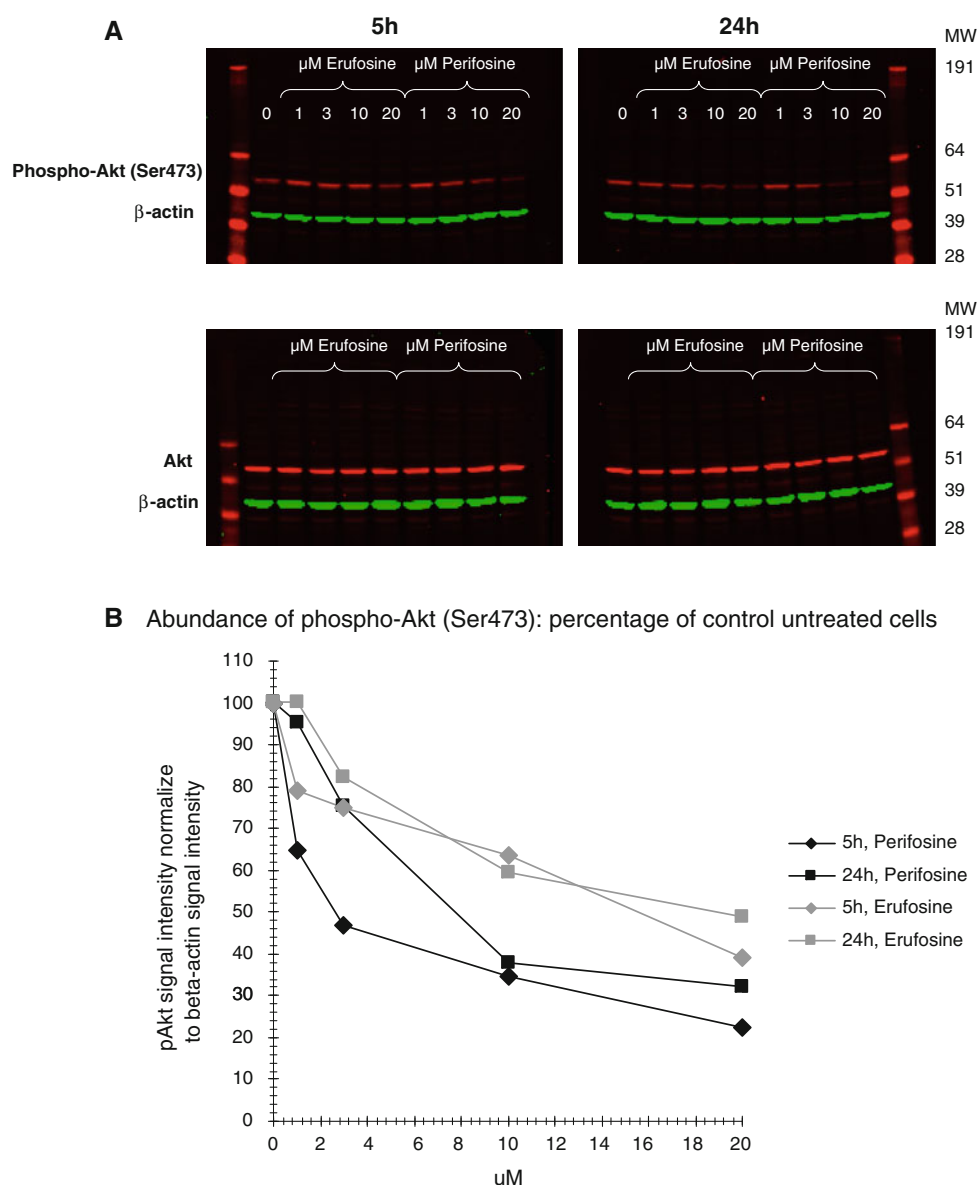 A
5h
24h
MW
µM Erufosine
µM Perifosine
0 1 3 10 20 1 3 10 20
µM Erufosine
µM Perifosine
0 1 3 10 20 1 3 10 20
191
64
51
39
28
Phospho-Akt (Ser473)
β-actin
MW
µM Erufosine
µM Perifosine
µM Erufosine
µM Perifosine
191
64
51
39
28
Akt
β-actin
B Abundance of phospho-Akt (Ser473): percentage of control untreated cells
pAkt signal intensity normalize
to beta-actin signal intensity
110
100
90
80
70
60
50
40
30
20
10
0
0 2 4 6 8 10 12 14 16 18 20
uM
5h, Perifosine
24h, Perifosine
5h, Erufosine
24h, Erufosine